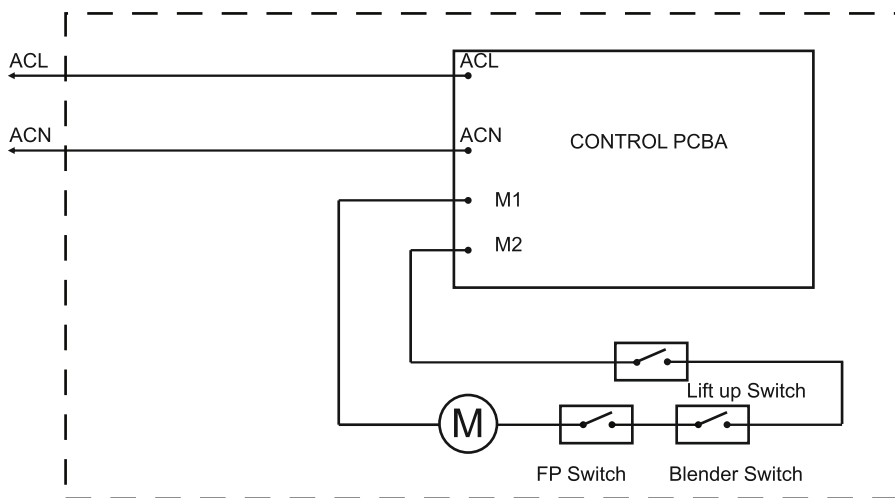 ACL
ACL
ACN
ACN
CONTROL PCBA
M1
M2
Lift up Switch
M
FP Switch
Blender Switch